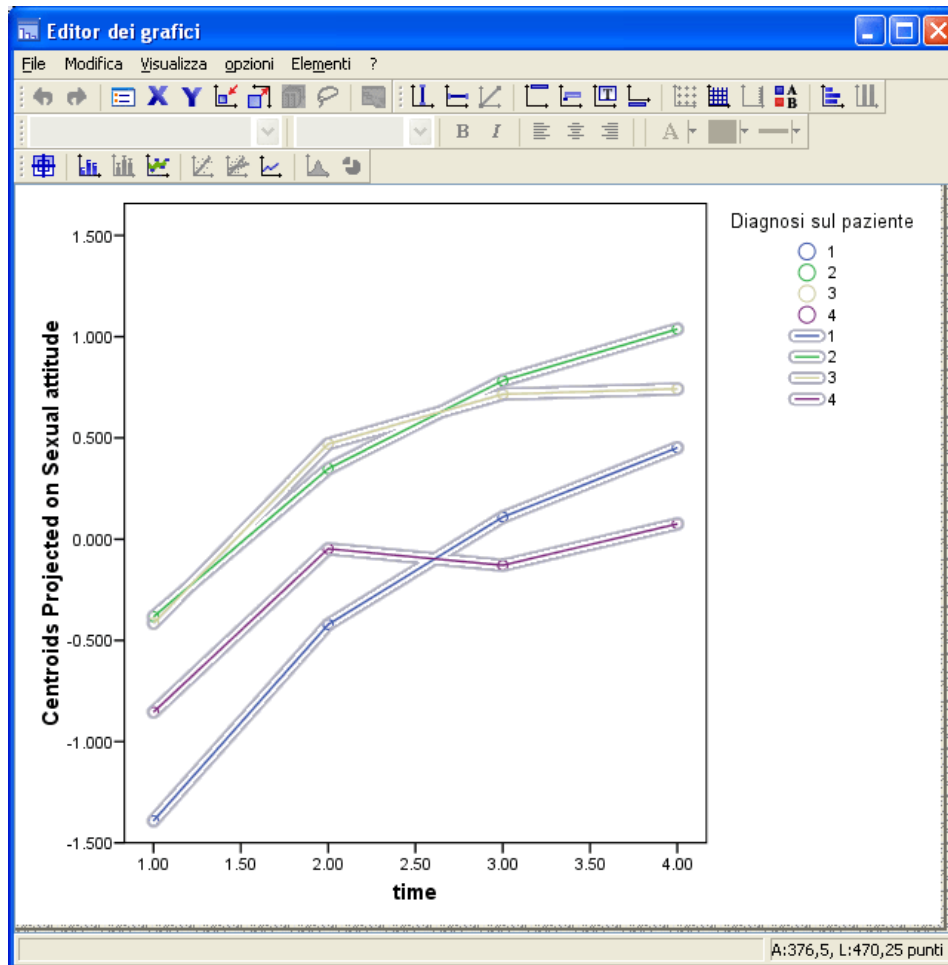 Editor dei grafici
File Modifica Visualizza opzioni Elementi ?
X Y T A B
B I A
Diagnosi sul paziente
1
2
3
4
1
2
3
4
Centroids Projected on Sexual attitude
1.500
1.000
0.500
0.000
-0.500
-1.000
-1.500
1.00 1.50 2.00 2.50 3.00 3.50 4.00
time
A:376,5, L:470,25 punti